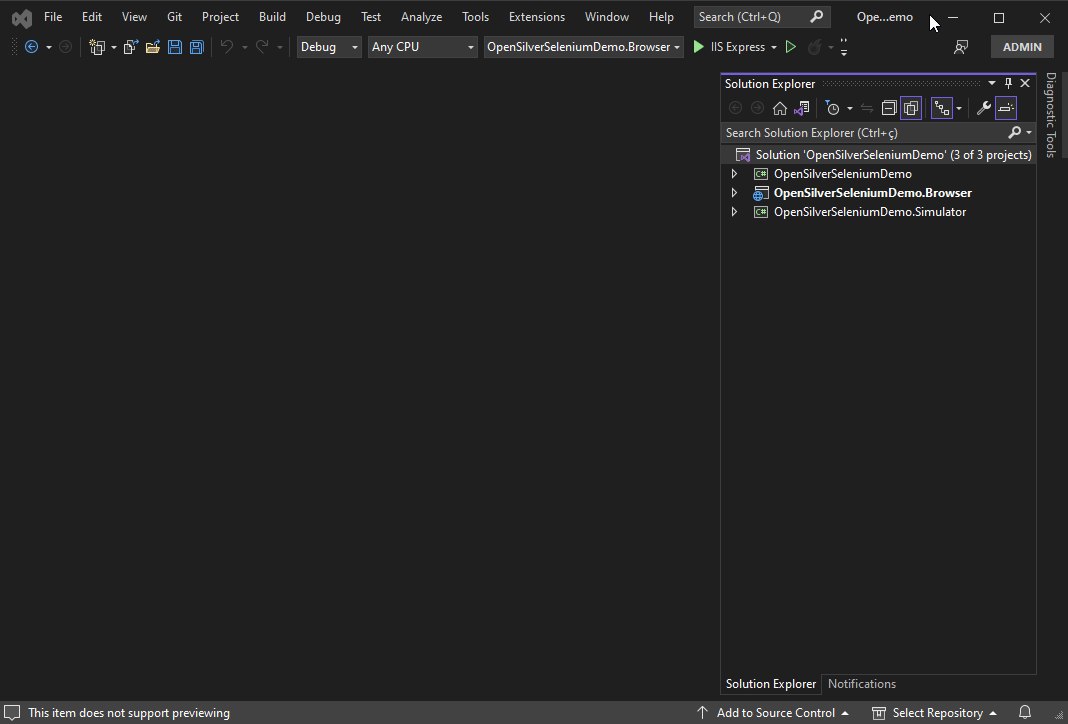 File Edit View Git Project Build Debug Test Analyze Tools Extensions Window Help Search (Ctrl+Q) Ope...emo
Debug Any CPU OpenSilverSeleniumDemo.Browser IIS Express ADMIN
Solution Explorer
Search Solution Explorer (Ctrl+ç)
Solution 'OpenSilverSeleniumDemo' (3 of 3 projects)
C# OpenSilverSeleniumDemo
OpenSilverSeleniumDemo.Browser
C# OpenSilverSeleniumDemo.Simulator
Diagnostic Tools
Solution Explorer Notifications
This item does not support previewing Add to Source Control Select Repository